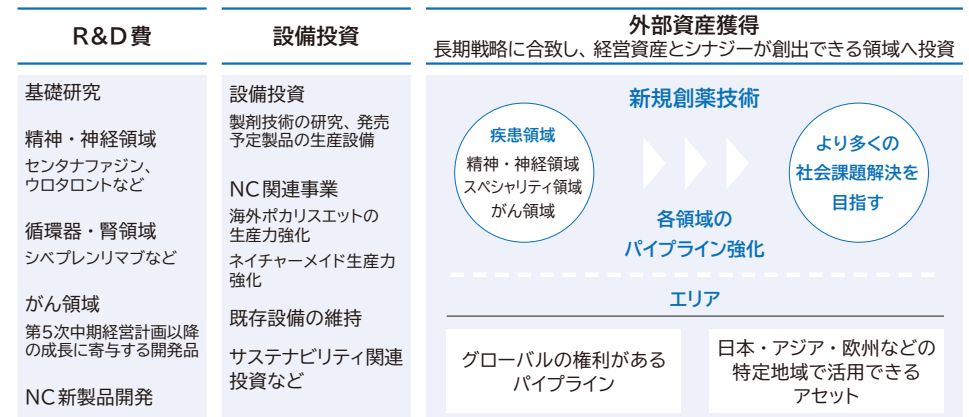 R&D費
基礎研究
精神・神経領域
センタナファジン、
ウロタロントなど
循環器・腎領域
シベプレンリマブなど
がん領域
第5次中期経営計画以降
の成長に寄与する開発品
NC新製品開発
設備投資
設備投資
製剤技術の研究、発売
予定製品の生産設備
NC関連事業
海外ポカリスエットの
生産力強化
ネイチャーメイド生産力
強化
既存設備の維持
サステナビリティ関連
投資など
外部資産獲得
長期戦略に合致し、経営資産とシナジーが創出できる領域へ投資
新規創薬技術
疾患領域
精神・神経領域
スペシャリティ領域
がん領域
各領域の
パイプライン強化
より多くの
社会課題解決を
目指す
エリア
グローバルの権利がある
パイプライン
日本・アジア・欧州などの
特定地域で活用できる
アセット